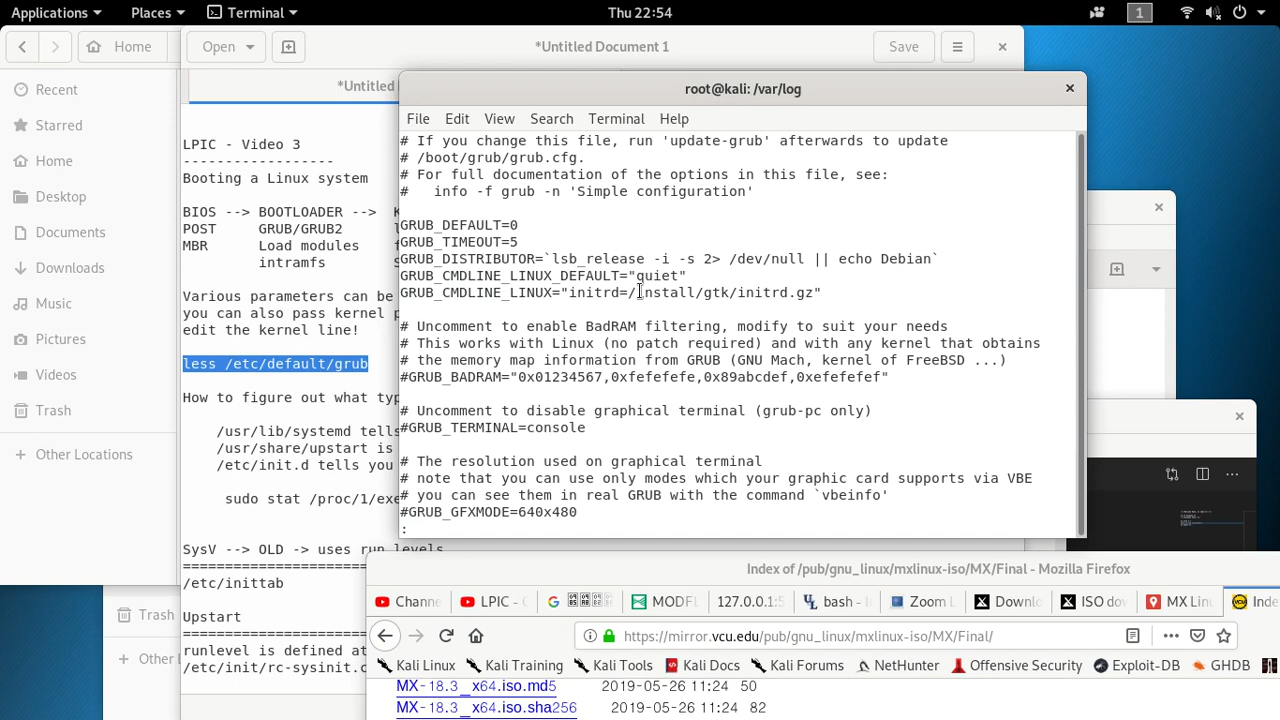 Applications
Places
Terminal
Thu 22:54
1
Home
Open
*Untitled Document 1
Save
Recent
Starred
Home
Desktop
Documents
Downloads
Music
Pictures
Videos
Trash
Other Locations
*Untitled
LPIC - Video 3
------------------
Booting a Linux system
BIOS --> BOOTLOADER -->
POST GRUB/GRUB2
MBR Load modules
intramfs
Various parameters can be
you can also pass kernel
edit the kernel line!
less /etc/default/grub
How to figure out what
/usr/lib/systemd tells
/usr/share/upstart is
/etc/init.d tells you
sudo stat /proc/1/exe
SysV --> OLD -> uses run levels
/etc/inittab
Upstart
runlevel is defined at
/etc/init/rc-sysinit.c
root@kali: /var/log
File Edit View Search Terminal Help
# If you change this file, run 'update-grub' afterwards to update
# /boot/grub/grub.cfg.
# For full documentation of the options in this file, see:
#   info -f grub -n 'Simple configuration'
GRUB_DEFAULT=0
GRUB_TIMEOUT=5
GRUB_DISTRIBUTOR=`lsb_release -i -s 2> /dev/null || echo Debian`
GRUB_CMDLINE_LINUX_DEFAULT="quiet"
GRUB_CMDLINE_LINUX="initrd=/install/gtk/initrd.gz"
# Uncomment to enable BadRAM filtering, modify to suit your needs
# This works with Linux (no patch required) and with any kernel that obtains
# the memory map information from GRUB (GNU Mach, kernel of FreeBSD ...)
#GRUB_BADRAM="0x01234567,0xfefefefe,0x89abcdef,0xefefefef"
# Uncomment to disable graphical terminal (grub-pc only)
#GRUB_TERMINAL=console
# The resolution used on graphical terminal
# note that you can use only modes which your graphic card supports via VBE
# you can see them in real GRUB with the command `vbeinfo'
#GRUB_GFXMODE=640x480
:
Trash
Other
Index of /pub/gnu_linux/mxlinux-iso/MX/Final - Mozilla Firefox
Channe
LPIC -
MODFL
127.0.0.1:5
bash -
Zoom L
Downlo
ISO dov
MX Lin
Inde
https://mirror.vcu.edu/pub/gnu_linux/mxlinux-iso/MX/Final/
Kali Linux
Kali Training
Kali Tools
Kali Docs
Kali Forums
NetHunter
Offensive Security
Exploit-DB
GHDB
MX-18.3_x64.iso.md5 2019-05-26 11:24 50
MX-18.3_x64.iso.sha256 2019-05-26 11:24 82